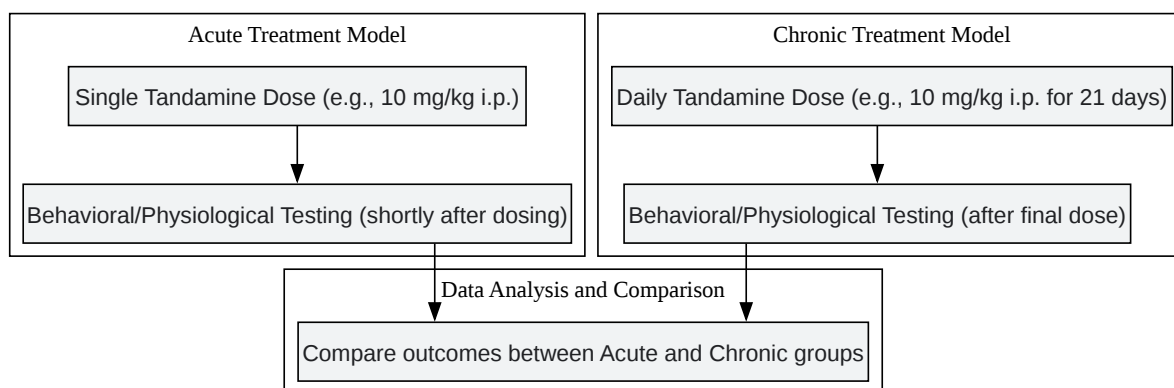 Acute Treatment Model
Single Tandamine Dose (e.g., 10 mg/kg i.p.)
Behavioral/Physiological Testing (shortly after dosing)
Chronic Treatment Model
Daily Tandamine Dose (e.g., 10 mg/kg i.p. for 21 days)
Behavioral/Physiological Testing (after final dose)
Data Analysis and Comparison
Compare outcomes between Acute and Chronic groups